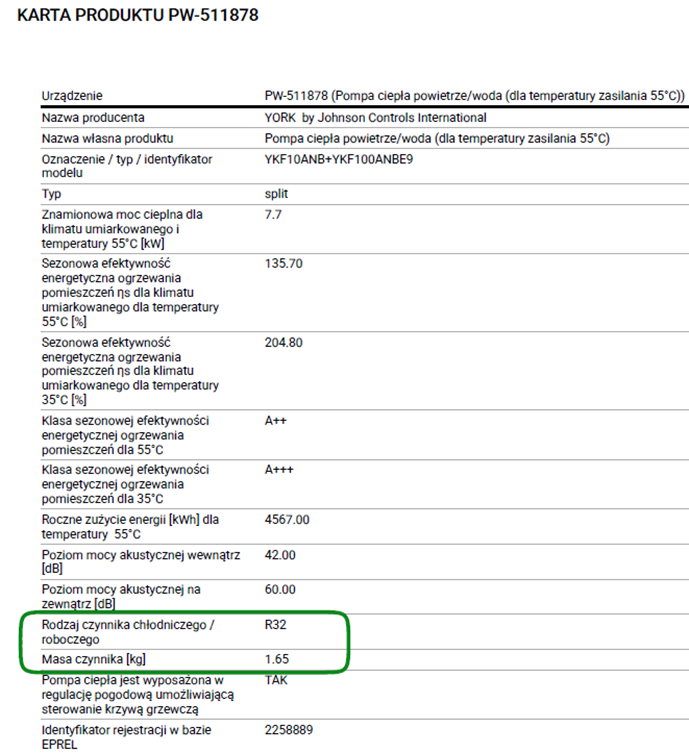 KARTA PRODUKTU PW-511878
Urządzenie PW-511878 (Pompa ciepła powietrze/woda (dla temperatury zasilania 55°C))
Nazwa producenta YORK by Johnson Controls International
Nazwa własna produktu Pompa ciepła powietrze/woda (dla temperatury zasilania 55°C)
Oznaczenie / typ / identyfikator YKF10ANB+YKF100ANBE9
modelu
Typ split
Znamionowa moc cieplna dla 7.7
klimatu umiarkowanego i
temperatury 55°C [kW]
Sezonowa efektywność 135.70
energetyczna ogrzewania
pomieszczeń ηs dla klimatu
umiarkowanego dla temperatury
55°C [%]
Sezonowa efektywność 204.80
energetyczna ogrzewania
pomieszczeń ηs dla klimatu
umiarkowanego dla temperatury
35°C [%]
Klasa sezonowej efektywności A++
energetycznej ogrzewania
pomieszczeń dla 55°C
Klasa sezonowej efektywności A+++
energetycznej ogrzewania
pomieszczeń dla 35°C
Roczne zużycie energii [kWh] dla 4567.00
temperatury 55°C
Poziom mocy akustycznej wewnątrz 42.00
[dB]
Poziom mocy akustycznej na 60.00
zewnątrz [dB]
Rodzaj czynnika chłodniczego / R32
roboczego
Masa czynnika [kg] 1.65
Pompa ciepła jest wyposażona w TAK
regulację pogodową umożliwiającą
sterowanie krzywą grzewczą
Identyfikator rejestracji w bazie 2258889
EPREL